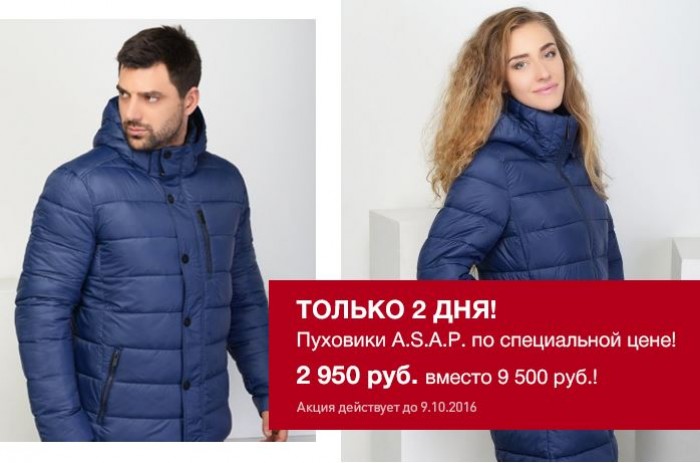 ТОЛЬКО 2 ДНЯ!
Пуховики A.S.A.P. по специальной цене!
2 950 руб. вместо 9 500 руб.!
Акция действует до 9.10.2016